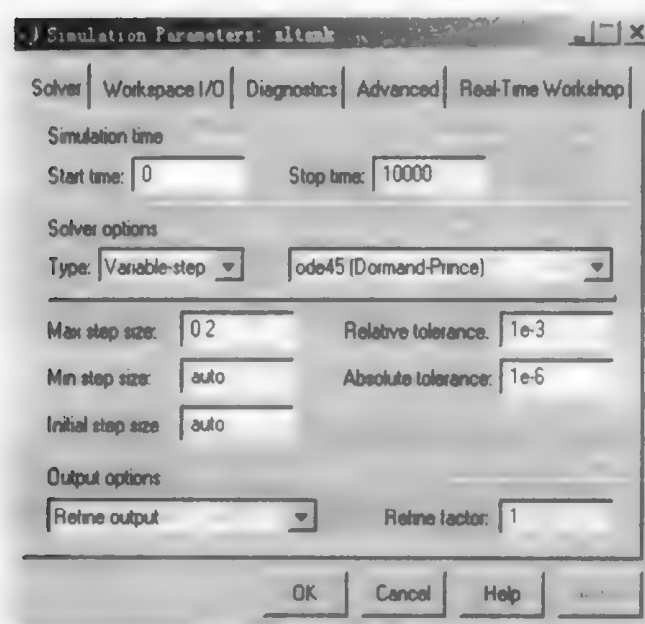 Simulation Parameters: sltank
Solver Workspace I/O Diagnostics Advanced Real-Time Workshop
Simulation time
Start time: 0 Stop time: 10000
Solver options
Type: Variable-step ode45 (Dormand-Prince)
Max step size: 0.2 Relative tolerance: 1e-3
Min step size: auto Absolute tolerance: 1e-6
Initial step size auto
Output options
Refine output Refine factor: 1
OK Cancel Help